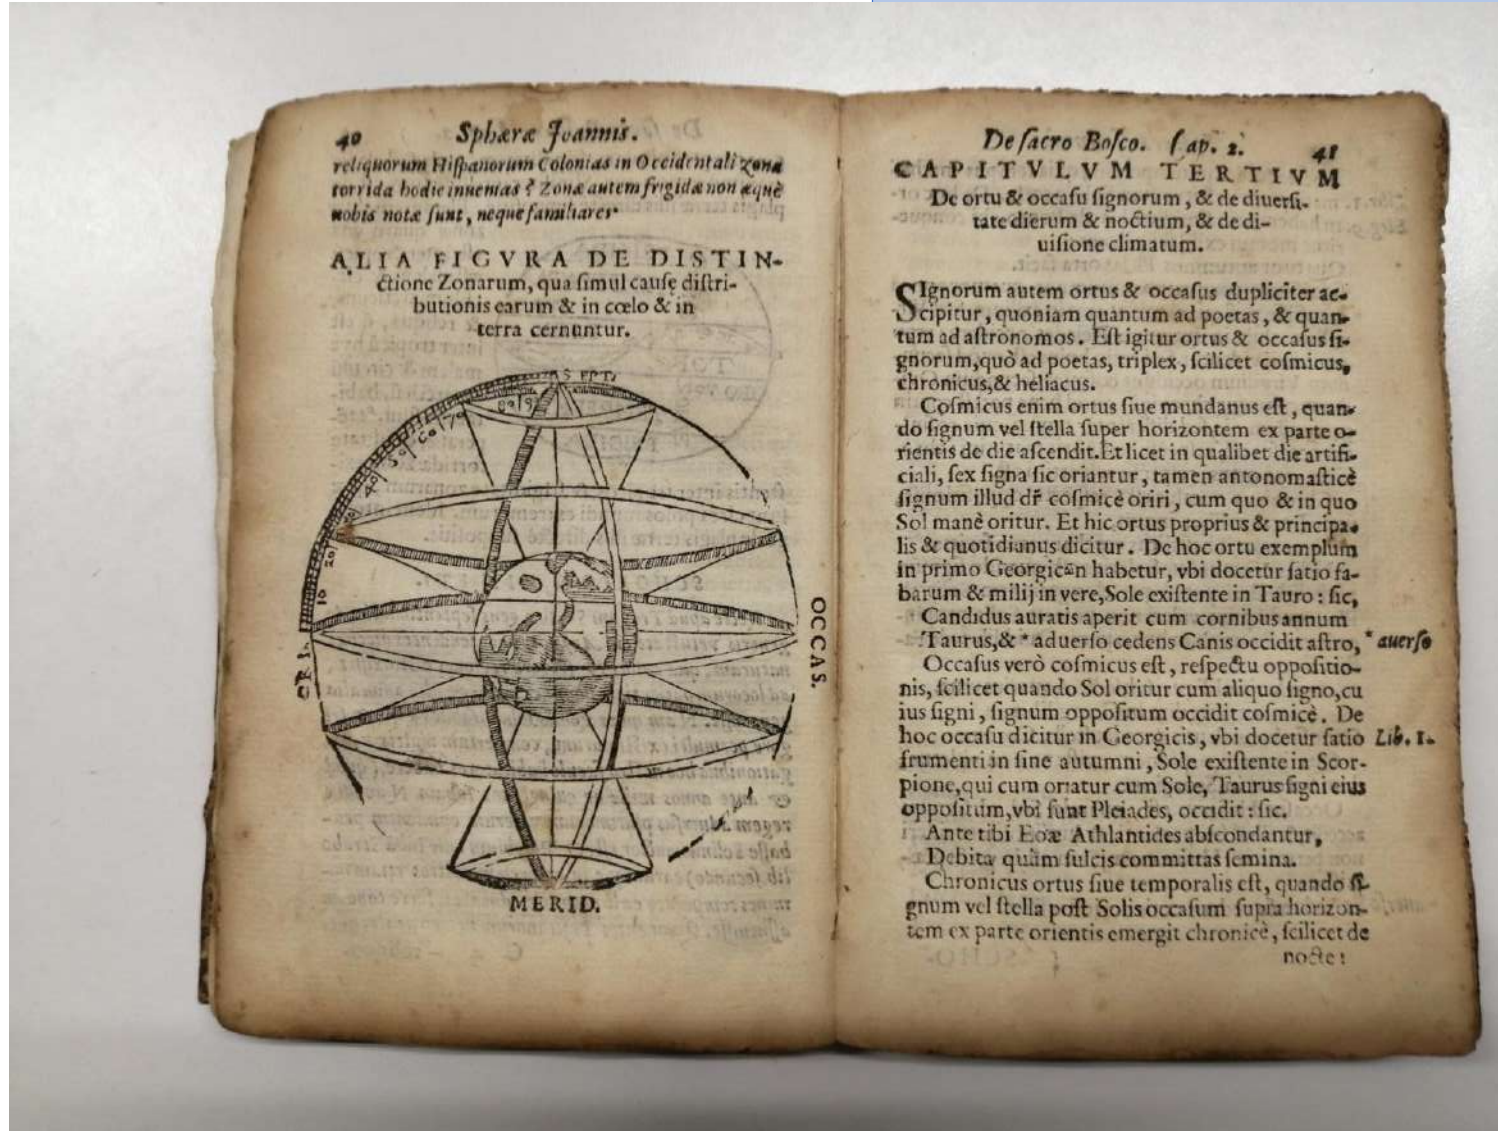 40 Sphæræ Joannis.
reliquorum Hiſpanorum Colonias in Occidentali zona
torrida hodie inuenias? Zonæ autem frigidæ non æquè
nobis notæ ſunt, neque familiares
ALIA FIGVRA DE DISTIN-
ctione Zonarum, qua ſimul cauſę diſtri-
butionis earum & in cœlo & in
terra cernuntur.
SEPT.
80 9
70
60
50
40
20
10
OCCAS.
MERID.
De ſacro Boſco. Cap. 2. 41
CAPITVLVM TERTIVM
De ortu & occaſu ſignorum, & de diuerſi-
tate dierum & noctium, & de di-
uiſione climatum.
SIgnorum autem ortus & occaſus dupliciter ac-
cipitur, quoniam quantum ad poetas, & quan-
tum ad aſtronomos. Eſt igitur ortus & occaſus ſi-
gnorum, quò ad poetas, triplex, ſcilicet coſmicus,
chronicus, & heliacus.
Coſmicus enim ortus ſiue mundanus eſt, quan-
do ſignum vel ſtella ſuper horizontem ex parte o-
rientis de die aſcendit. Et licet in qualibet die artifi-
ciali, ſex ſigna ſic oriantur, tamen antonomaſticè
ſignum illud dr̃ coſmicè oriri, cum quo & in quo
Sol manè oritur. Et hic ortus proprius & principa-
lis & quotidianus dicitur. De hoc ortu exemplum
in primo Georgicōn habetur, vbi docetur ſatio fa-
barum & milij in vere, Sole exiſtente in Tauro: ſic,
Candidus auratis aperit cum cornibus annum
Taurus, & * aduerſo cedens Canis occidit aſtro, * auerſo
Occaſus verò coſmicus eſt, reſpectu oppoſitio-
nis, ſcilicet quando Sol oritur cum aliquo ſigno, cu
ius ſigni, ſignum oppoſitum occidit coſmicè. De
hoc occaſu dicitur in Georgicis, vbi docetur ſatio Lib. 1.
frumenti in fine autumni, Sole exiſtente in Scor-
pione, qui cum oriatur cum Sole, Taurus ſigni eius
oppoſitum, vbi ſunt Pleiades, occidit: ſic.
Ante tibi Eoæ Athlantides abſcondantur,
Debita quàm ſulcis committas ſemina.
Chronicus ortus ſiue temporalis eſt, quando ſi-
gnum vel ſtella poſt Solis occaſum ſupra horizon-
tem ex parte orientis emergit chronicè, ſcilicet de
nocte: